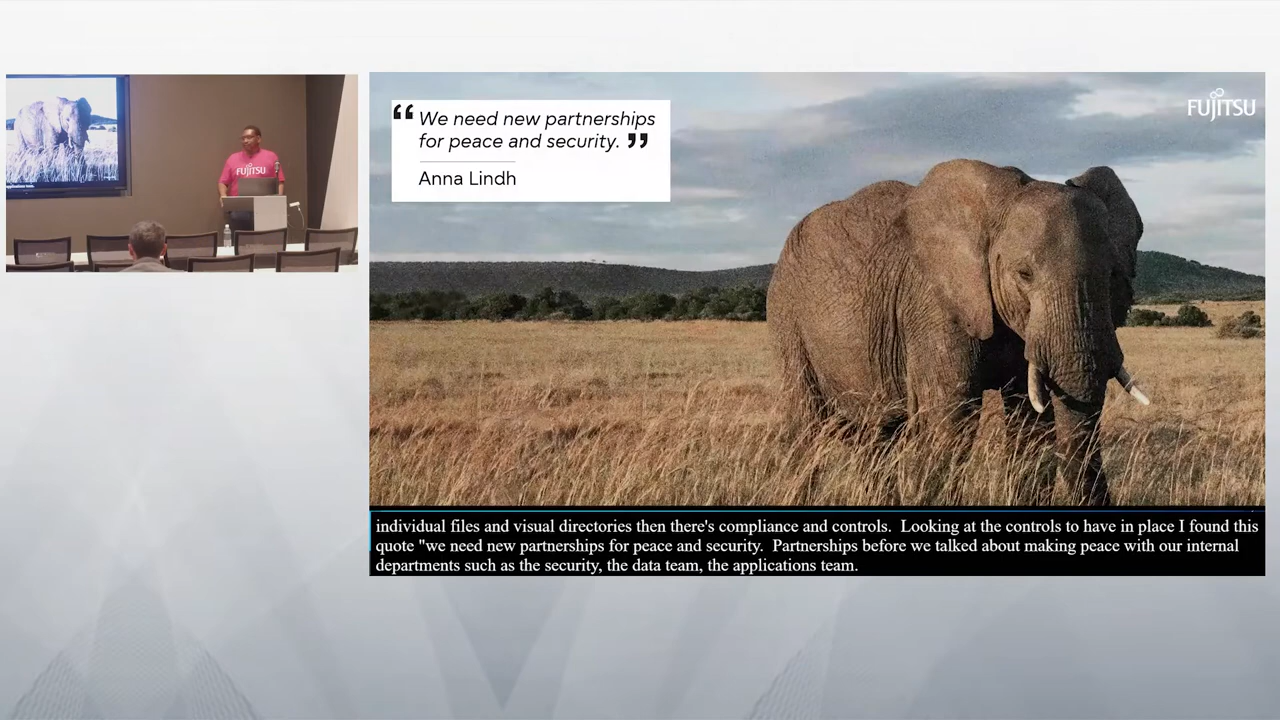 FUJITSU
“ We need new partnerships
for peace and security. ”
Anna Lindh
FUJITSU
individual files and visual directories then there's compliance and controls.  Looking at the controls to have in place I found this
quote "we need new partnerships for peace and security.  Partnerships before we talked about making peace with our internal
departments such as the security, the data team, the applications team.